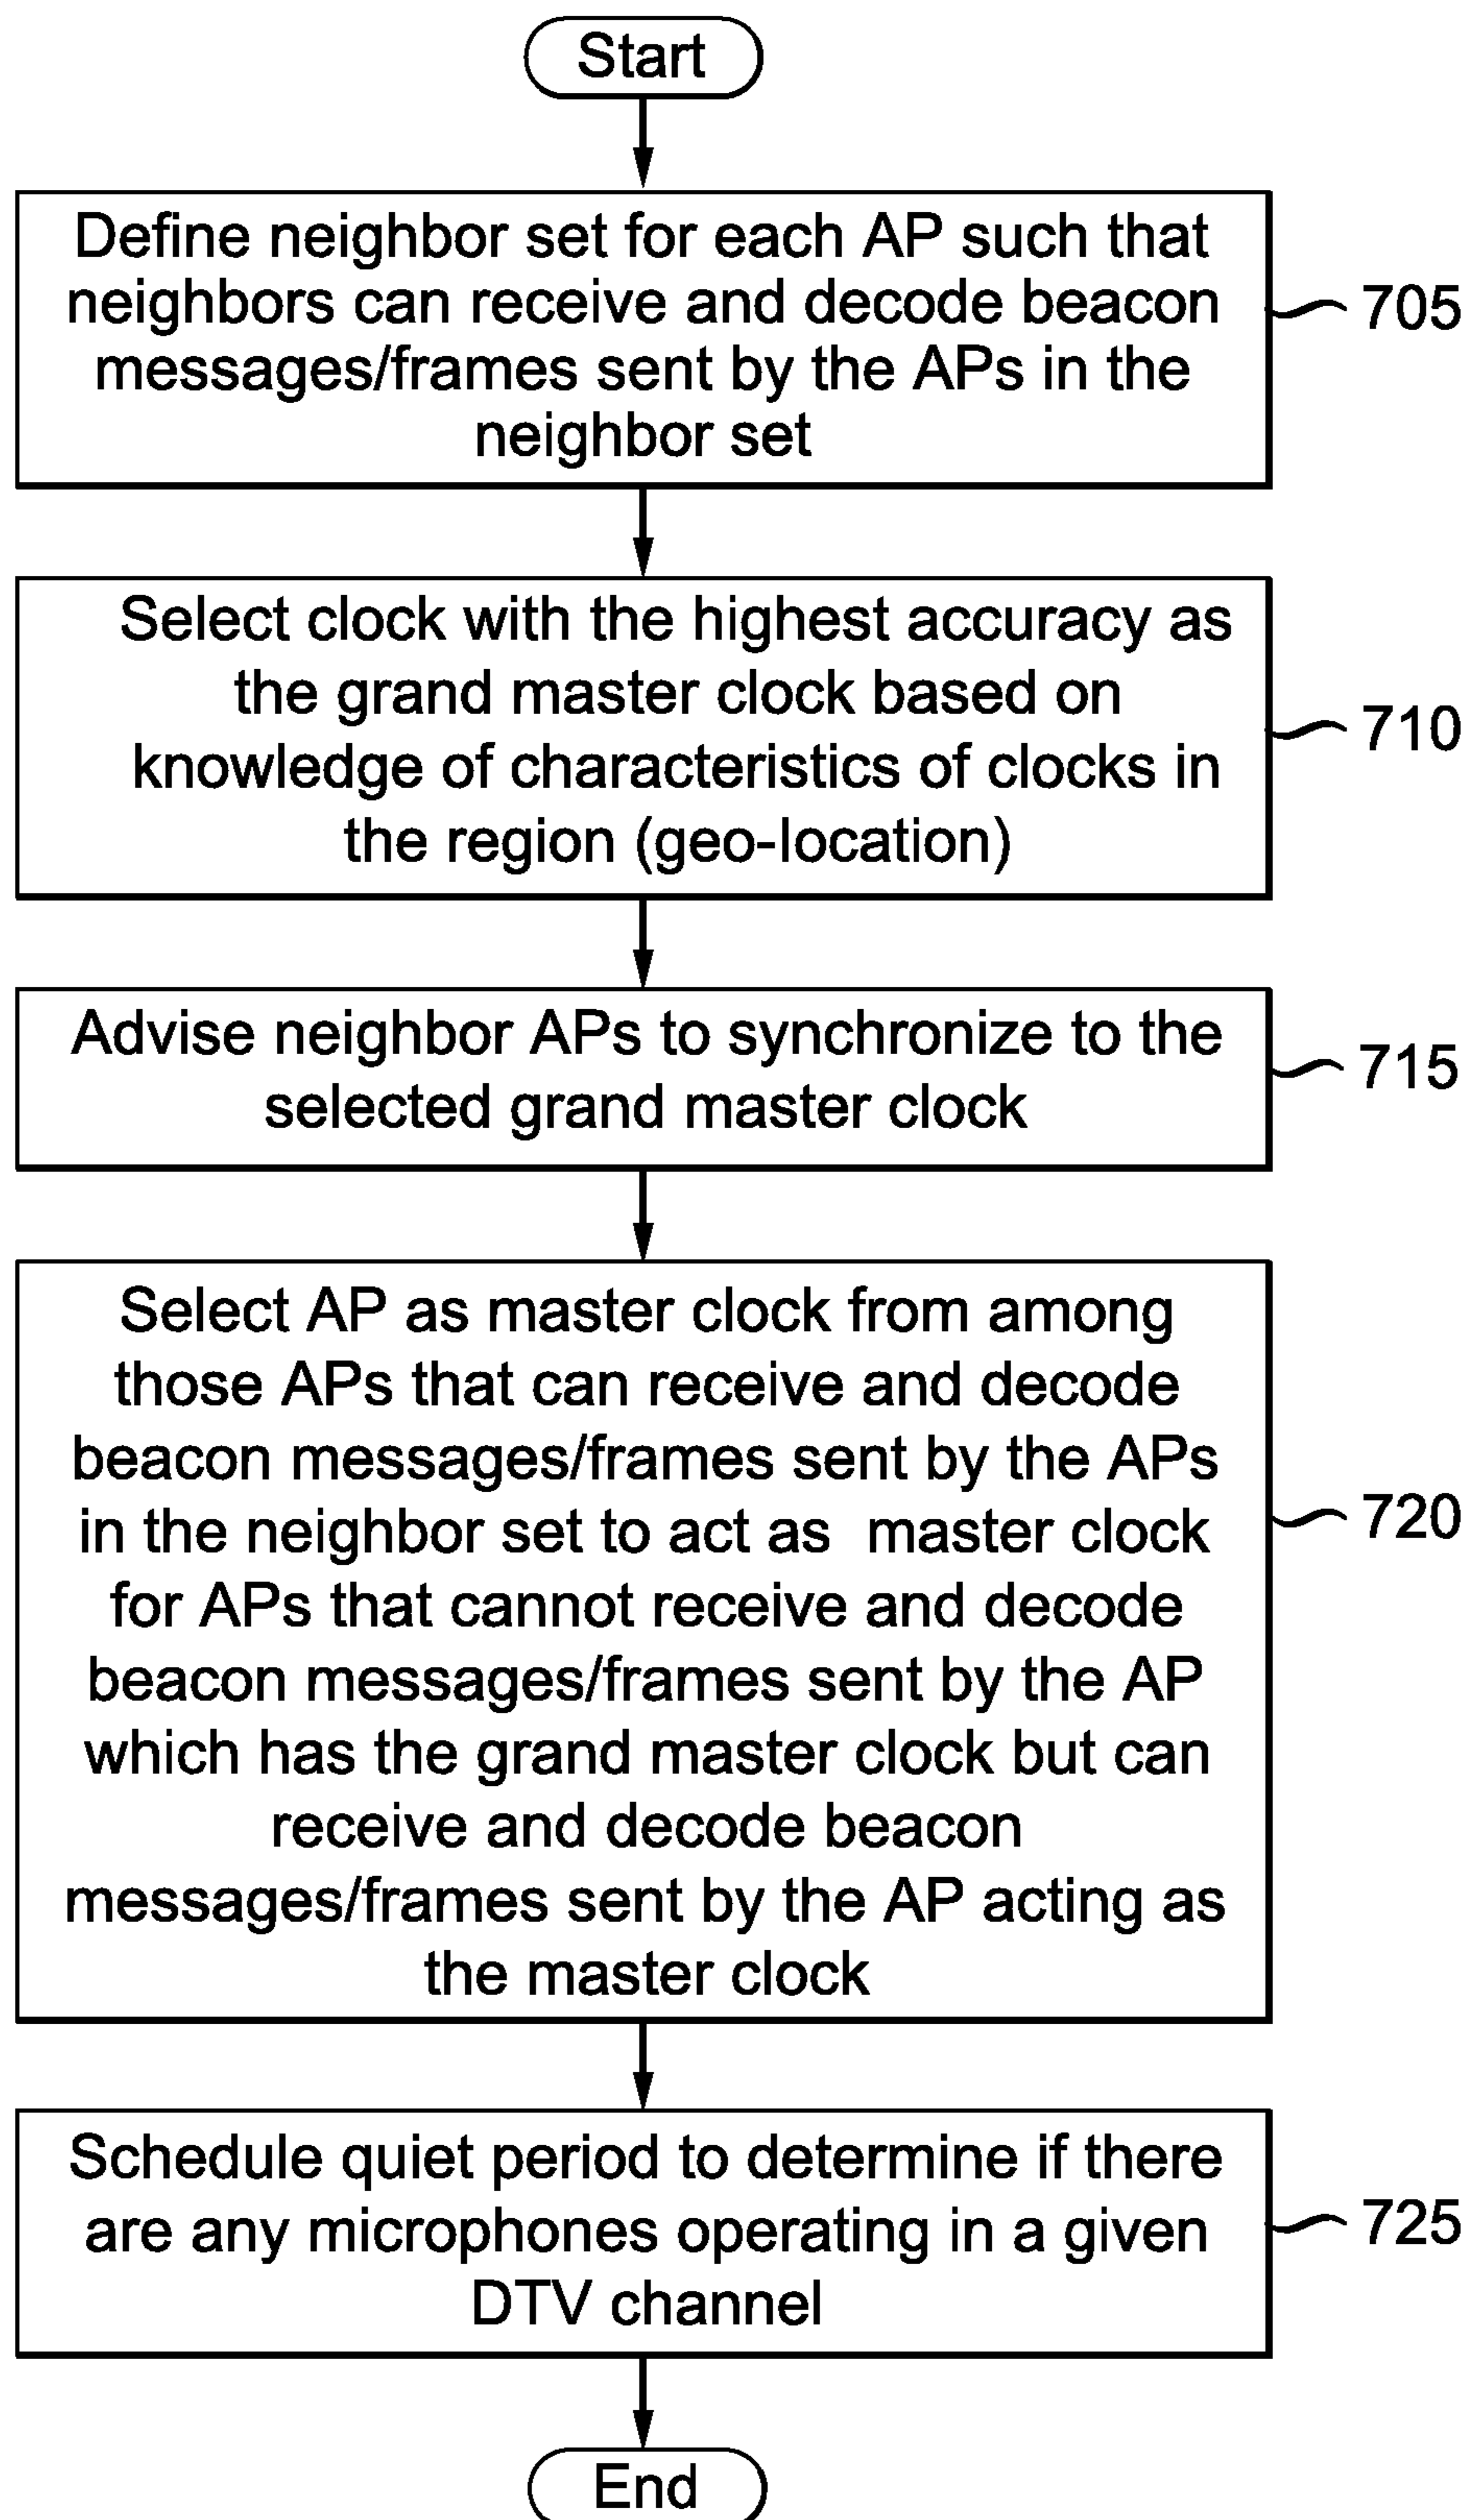 Start
Define neighbor set for each AP such that
neighbors can receive and decode beacon
messages/frames sent by the APs in the
neighbor set
705
Select clock with the highest accuracy as
the grand master clock based on
knowledge of characteristics of clocks in
the region (geo-location)
710
Advise neighbor APs to synchronize to the
selected grand master clock
715
Select AP as master clock from among
those APs that can receive and decode
beacon messages/frames sent by the APs
in the neighbor set to act as master clock
for APs that cannot receive and decode
beacon messages/frames sent by the AP
which has the grand master clock but can
receive and decode beacon
messages/frames sent by the AP acting as
the master clock
720
Schedule quiet period to determine if there
are any microphones operating in a given
DTV channel
725
End